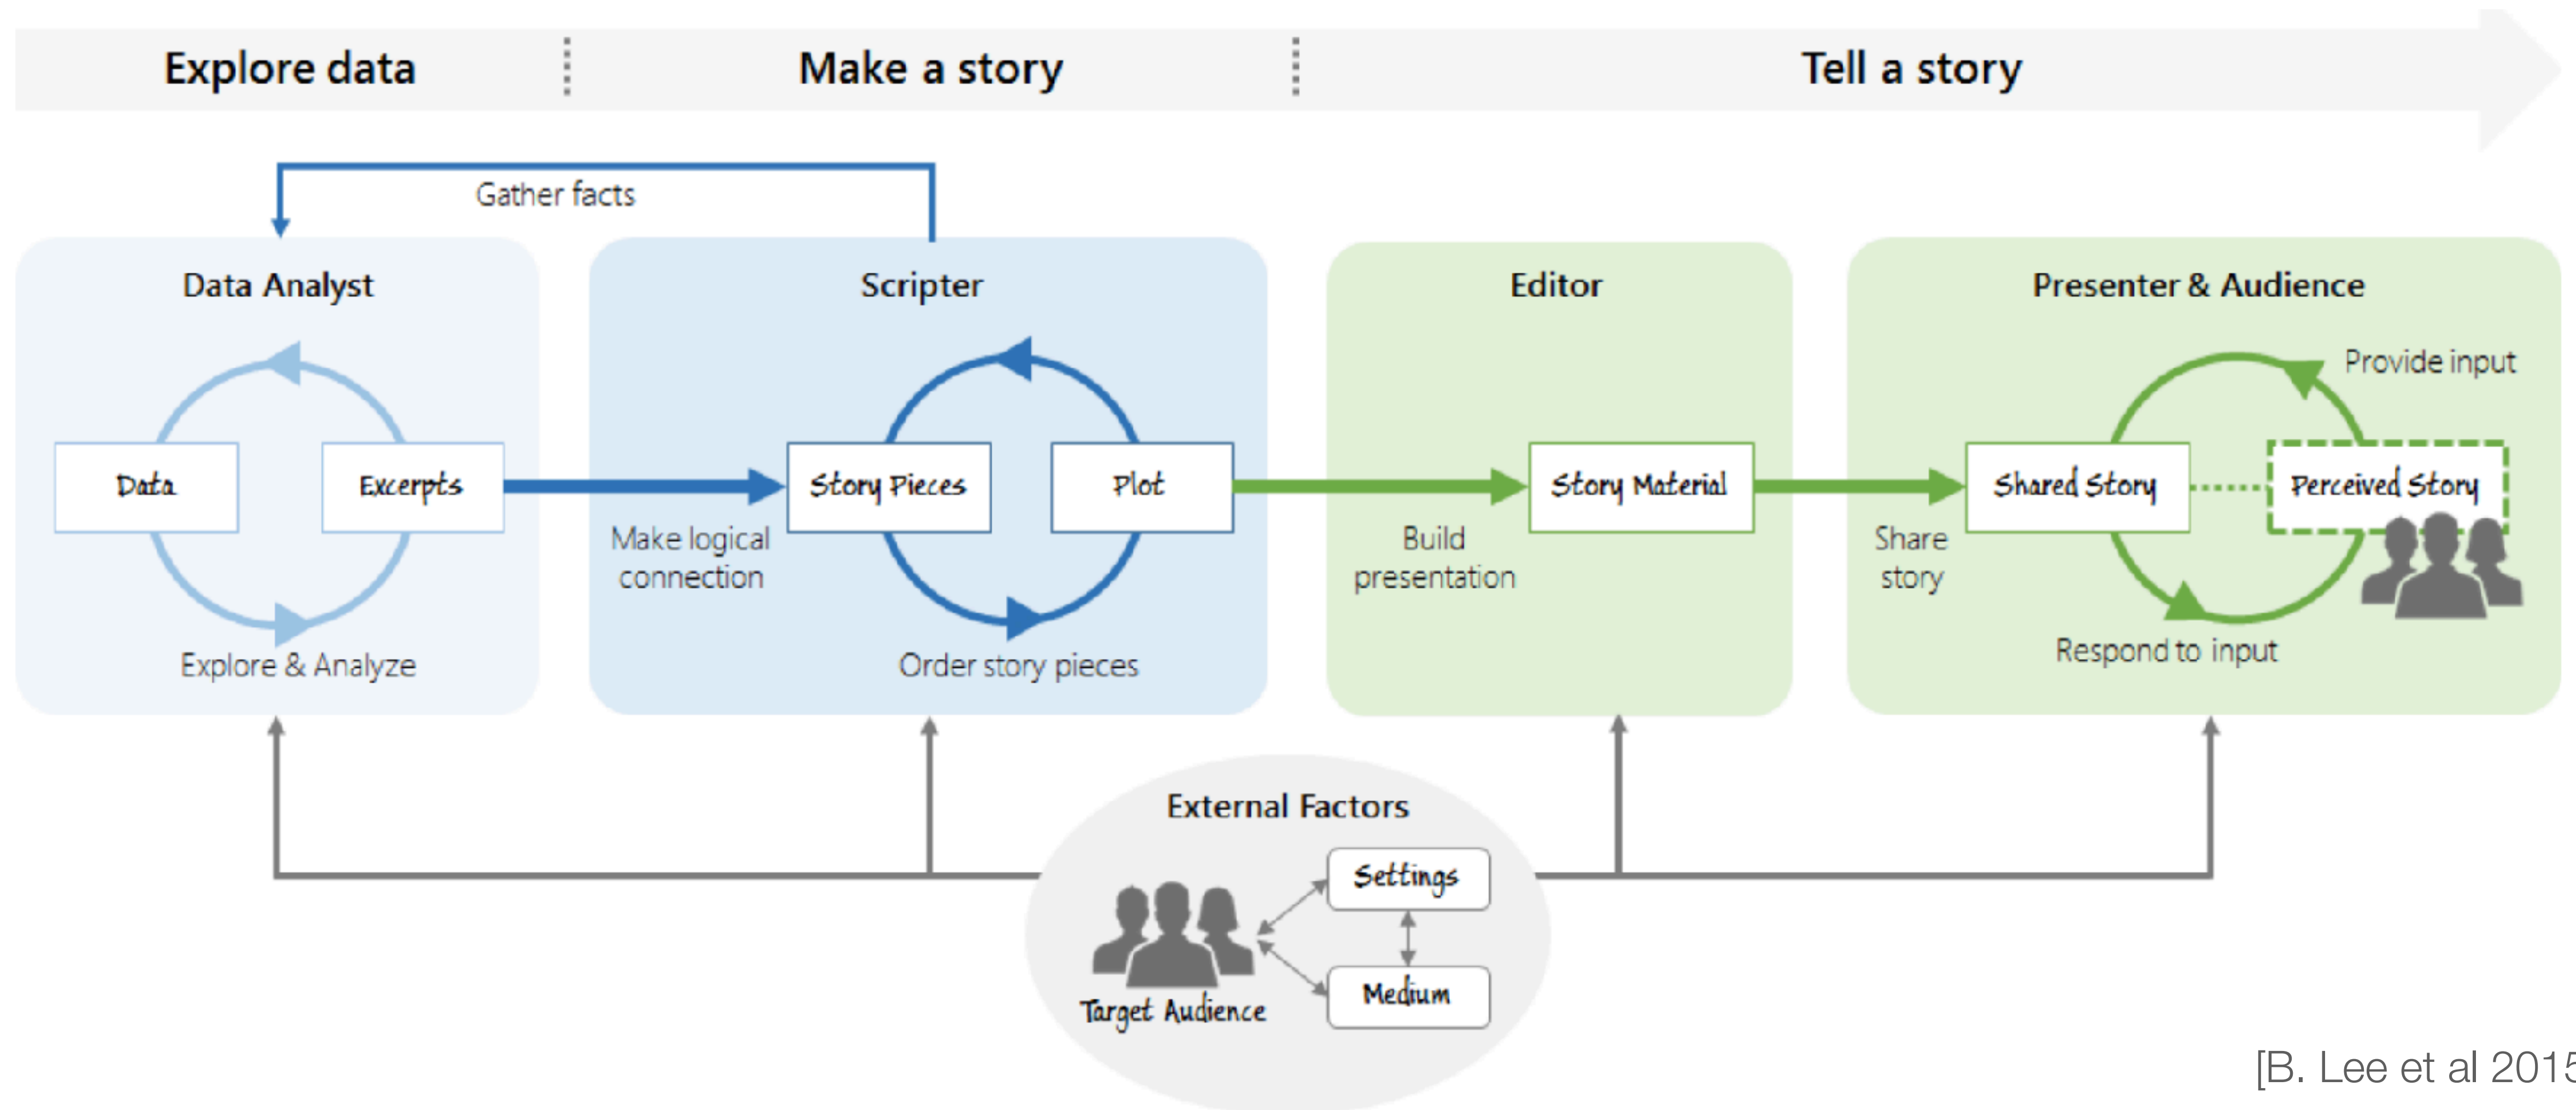 Explore data
Make a story
Tell a story
Gather facts
Data Analyst
Data
Excerpts
Explore & Analyze
Make logical
connection
Scripter
Story Pieces
Plot
Order story pieces
Build
presentation
Editor
Story Material
Share
story
Presenter & Audience
Provide input
Shared Story
Perceived Story
Respond to input
External Factors
Settings
Medium
Target Audience
[B. Lee et al 2015